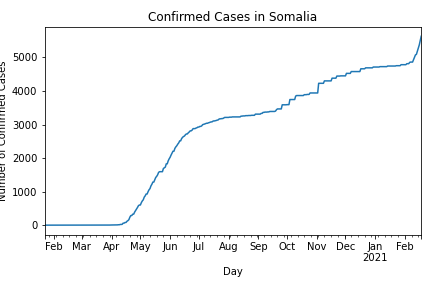 Confirmed Cases in Somalia
Number of Confirmed Cases
5000
4000
3000
2000
1000
0
Feb Mar Apr May Jun Jul Aug Sep Oct Nov Dec Jan Feb
2021
Day